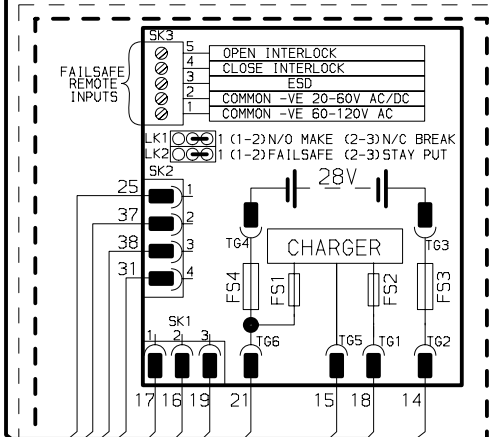 SK3
5 OPEN INTERLOCK
4 CLOSE INTERLOCK
3 ESD
2 COMMON -VE 20-60V AC/DC
1 COMMON -VE 60-120V AC
FAILSAFE
REMOTE
INPUTS
LK1 1 (1-2)N/O MAKE (2-3)N/C BREAK
LK2 1 (1-2)FAILSAFE (2-3)STAY PUT
SK2
25 1
37 2
38 3
31 4
28V
TG4 TG3
CHARGER
FS4 FS1 FS2 FS3
SK1
1 2 3
TG6 TG5 TG1 TG2
17 16 19 21 15 18 14